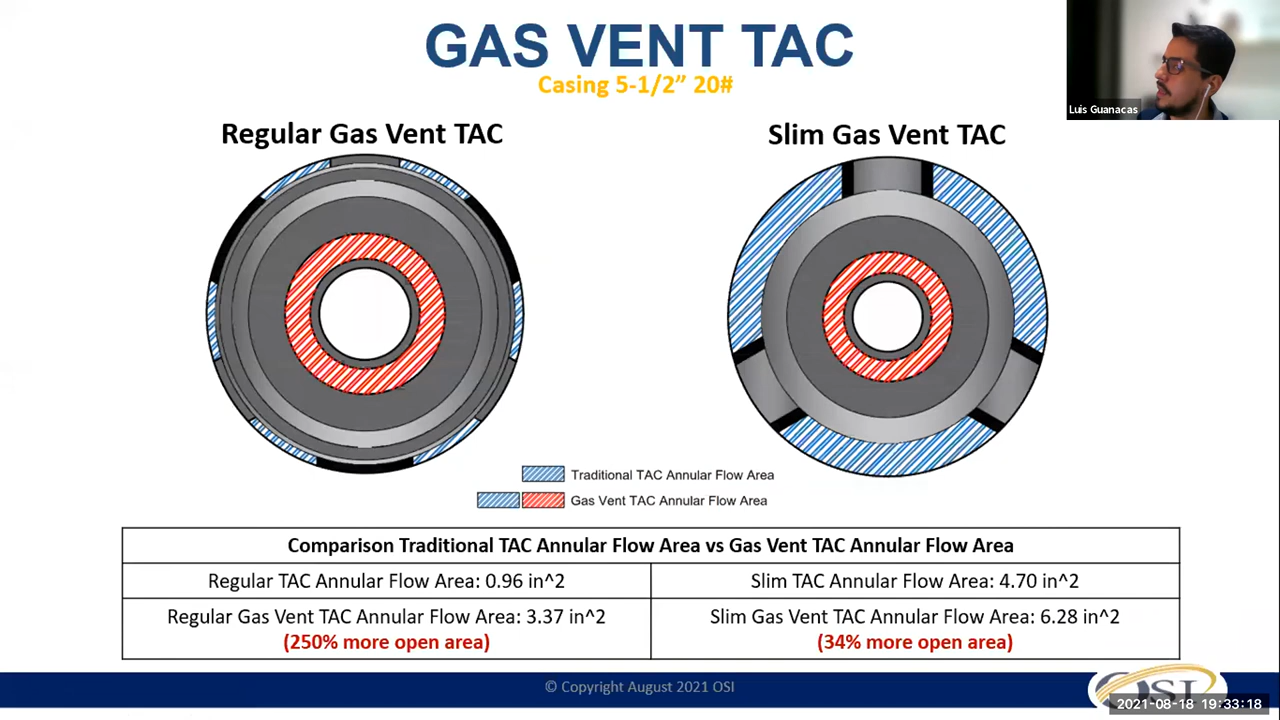 GAS VENT TAC
Casing 5-1/2” 20#
Luis Guanacas
Regular Gas Vent TAC
Slim Gas Vent TAC
Traditional TAC Annular Flow Area
Gas Vent TAC Annular Flow Area
Comparison Traditional TAC Annular Flow Area vs Gas Vent TAC Annular Flow Area
Regular TAC Annular Flow Area: 0.96 in^2
Slim TAC Annular Flow Area: 4.70 in^2
Regular Gas Vent TAC Annular Flow Area: 3.37 in^2
(250% more open area)
Slim Gas Vent TAC Annular Flow Area: 6.28 in^2
(34% more open area)
© Copyright August 2021 OSI
OSI
2021-08-18 19:33:18